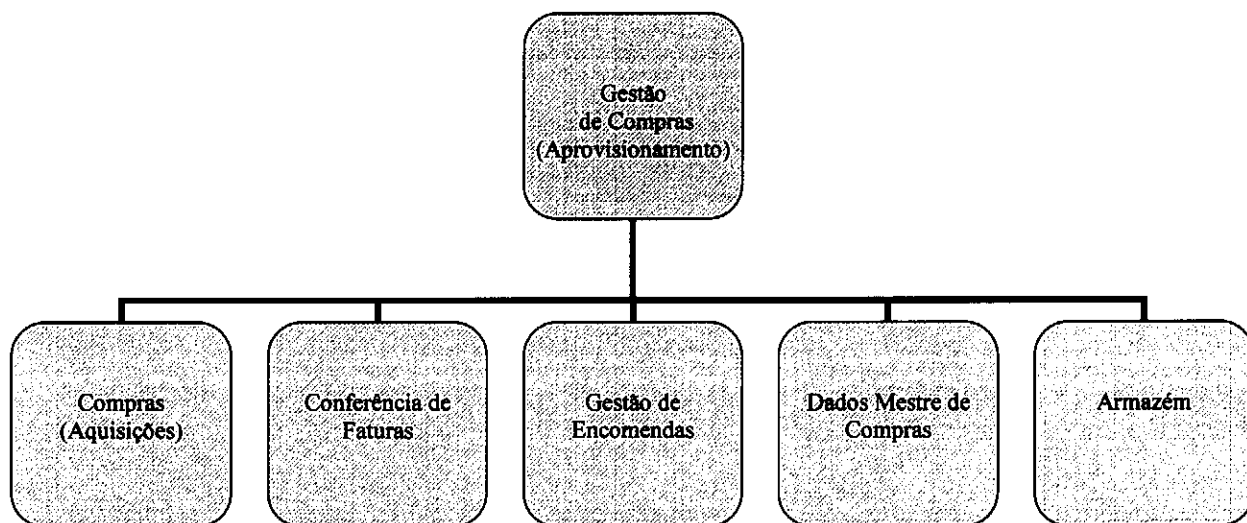 Gestão
de Compras
(Aprovisionamento)
Compras
(Aquisições)
Conferência de
Faturas
Gestão de
Encomendas
Dados Mestre de
Compras
Armazém